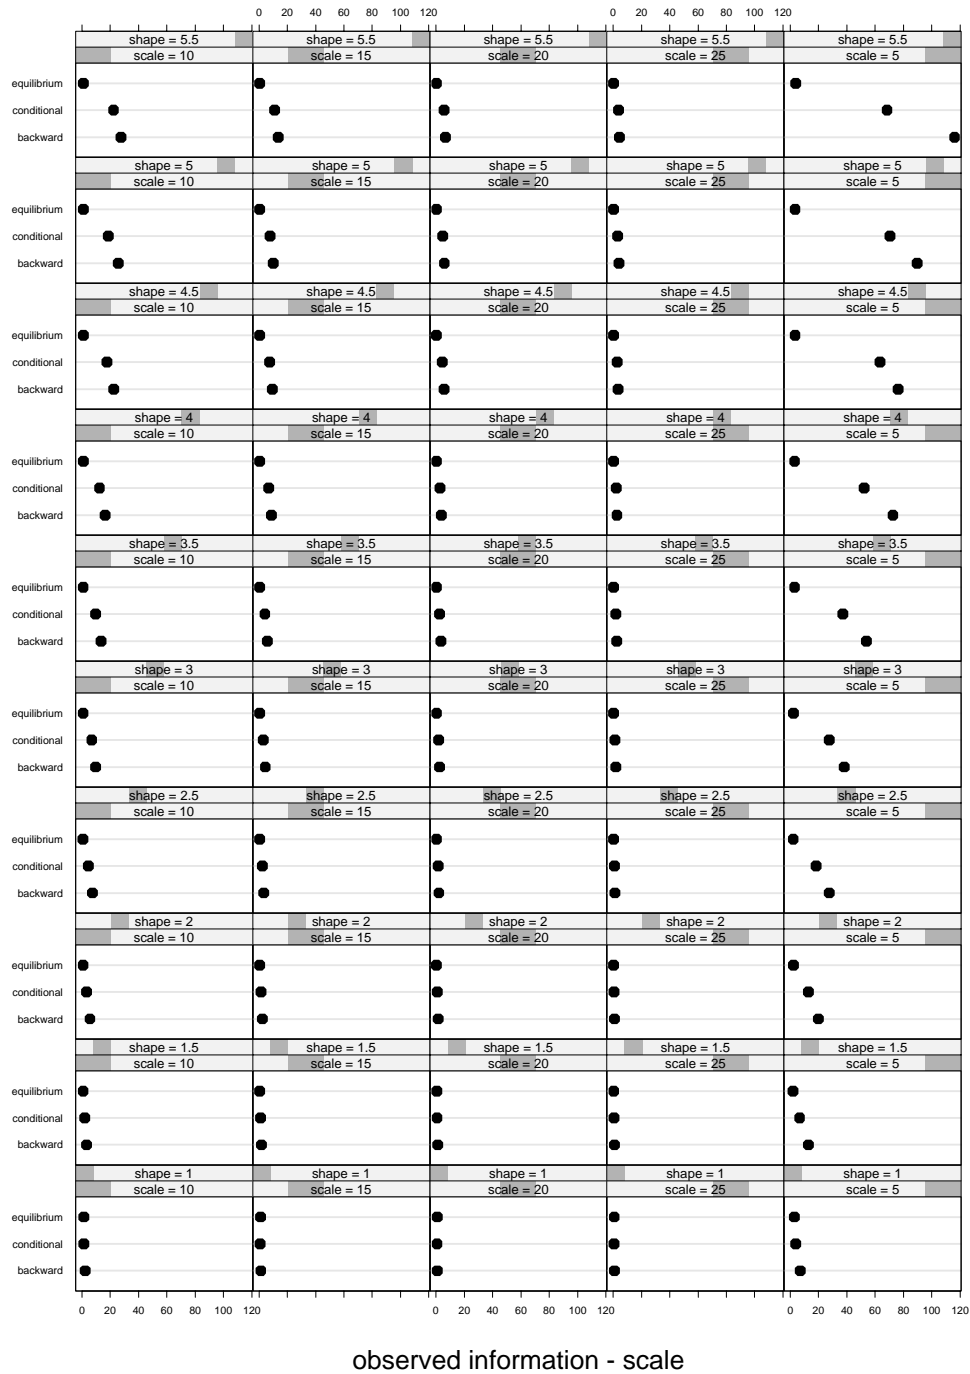 0 20 40 60 80 100 120 0 20 40 60 80 100 120
shape = 5.5 shape = 5.5 shape = 5.5 shape = 5.5 shape = 5.5
scale = 10 scale = 15 scale = 20 scale = 25 scale = 5
equilibrium
conditional
backward
shape = 5 shape = 5 shape = 5 shape = 5 shape = 5
scale = 10 scale = 15 scale = 20 scale = 25 scale = 5
equilibrium
conditional
backward
shape = 4.5 shape = 4.5 shape = 4.5 shape = 4.5 shape = 4.5
scale = 10 scale = 15 scale = 20 scale = 25 scale = 5
equilibrium
conditional
backward
shape = 4 shape = 4 shape = 4 shape = 4 shape = 4
scale = 10 scale = 15 scale = 20 scale = 25 scale = 5
equilibrium
conditional
backward
shape = 3.5 shape = 3.5 shape = 3.5 shape = 3.5 shape = 3.5
scale = 10 scale = 15 scale = 20 scale = 25 scale = 5
equilibrium
conditional
backward
shape = 3 shape = 3 shape = 3 shape = 3 shape = 3
scale = 10 scale = 15 scale = 20 scale = 25 scale = 5
equilibrium
conditional
backward
shape = 2.5 shape = 2.5 shape = 2.5 shape = 2.5 shape = 2.5
scale = 10 scale = 15 scale = 20 scale = 25 scale = 5
equilibrium
conditional
backward
shape = 2 shape = 2 shape = 2 shape = 2 shape = 2
scale = 10 scale = 15 scale = 20 scale = 25 scale = 5
equilibrium
conditional
backward
shape = 1.5 shape = 1.5 shape = 1.5 shape = 1.5 shape = 1.5
scale = 10 scale = 15 scale = 20 scale = 25 scale = 5
equilibrium
conditional
backward
shape = 1 shape = 1 shape = 1 shape = 1 shape = 1
scale = 10 scale = 15 scale = 20 scale = 25 scale = 5
equilibrium
conditional
backward
0 20 40 60 80 100 120 0 20 40 60 80 100 120 0 20 40 60 80 100 120
observed information - scale